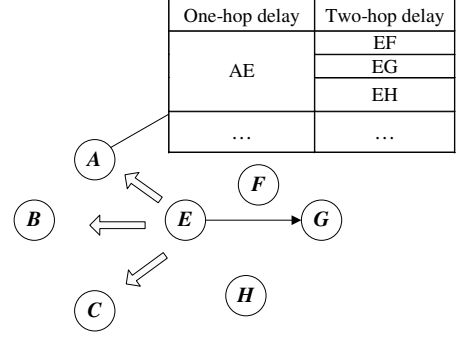 One-hop delay Two-hop delay
AE
EF
EG
EH
… …
A
F
B
E
G
H
C